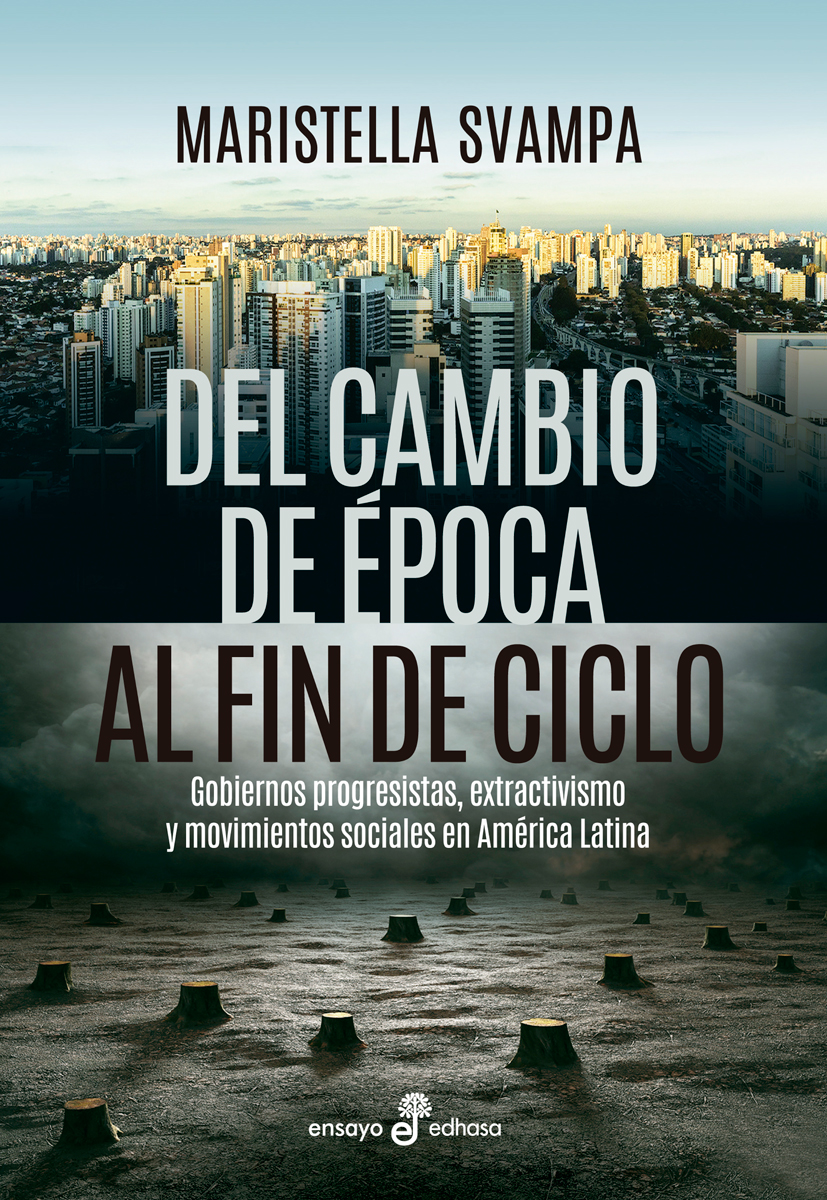 MARISTELLA SVAMPA
DEL CAMBIO
DE ÉPOCA
AL FIN DE CICLO
Gobiernos progresistas, extractivismo
y movimientos sociales en América Latina
ensayo edhasa